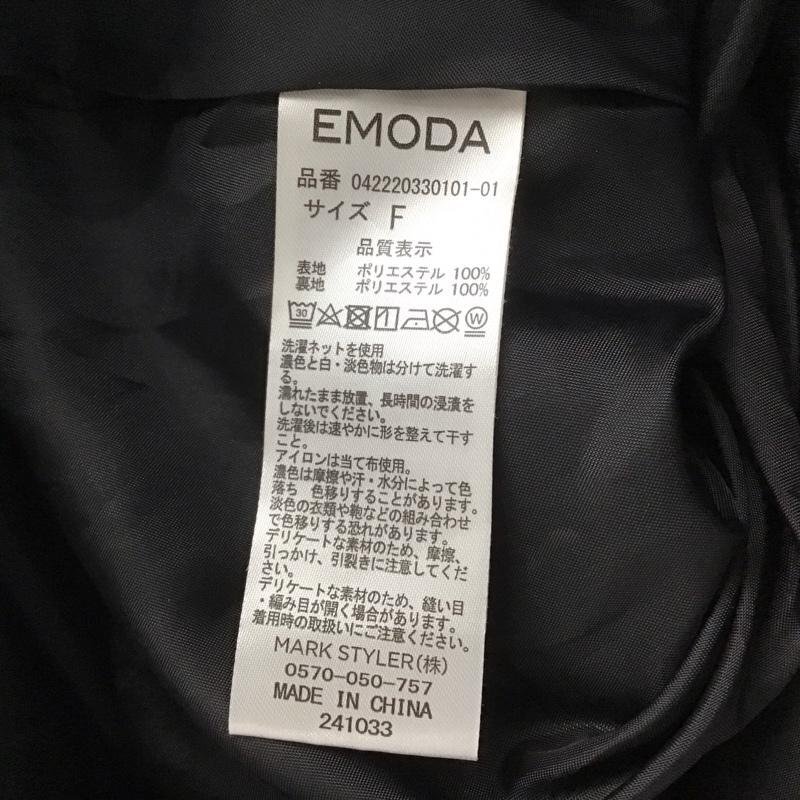 EMODA
品番 042220330101-01
サイズ F
品質表示
表地 ポリエステル 100%
裏地 ポリエステル 100%
30 W
洗濯ネットを使用
濃色と白・淡色物は分けて洗濯す
る。
濡れたまま放置、長時間の浸漬を
しないでください。
洗濯後は速やかに形を整えて干す
こと。
アイロンは当て布使用。
濃色は摩擦や汗・水分によって色
落ち 色移りすることがあります。
淡色の衣類や鞄などの組み合わせ
で色移りする恐れがあります。
デリケートな素材のため、摩擦、
引っかけ、引裂きに注意してくだ
さい。
デリケートな素材のため、縫い目
・編み目が開く場合があります。
着用時の取扱いにご注意ください。
MARK STYLER(株)
0570-050-757
MADE IN CHINA
241033